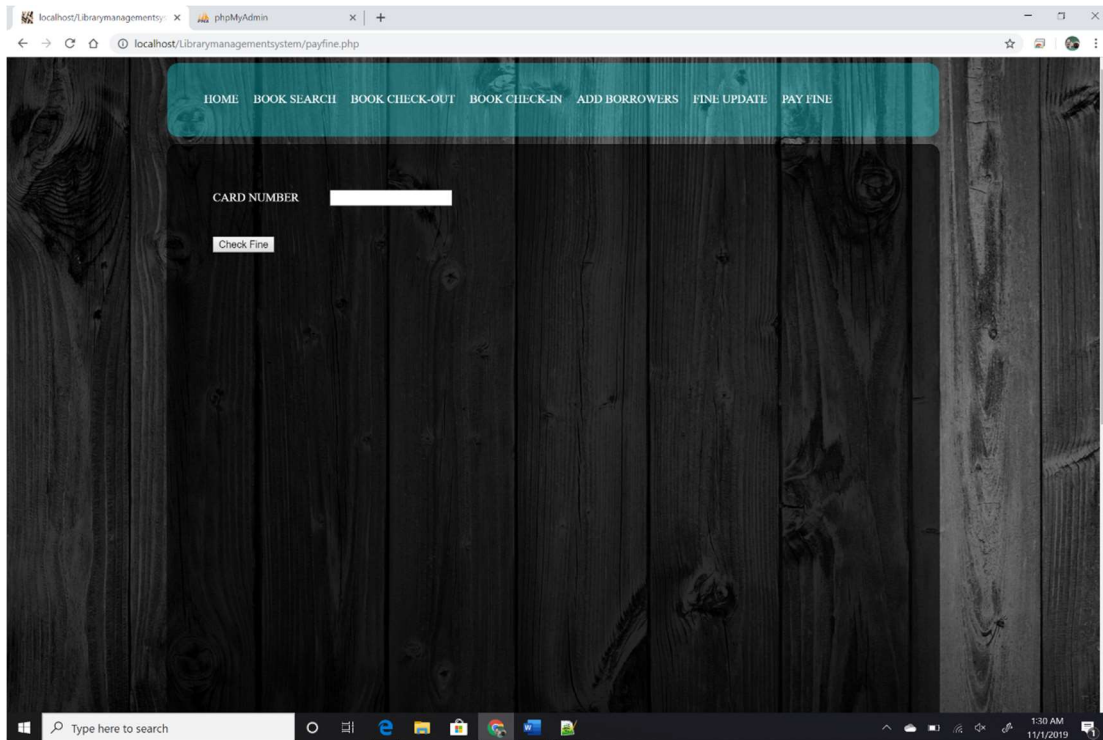 localhost/Librarymanagementsys
phpMyAdmin
localhost/Librarymanagementsystem/payfine.php
HOME BOOK SEARCH BOOK CHECK-OUT BOOK CHECK-IN ADD BORROWERS FINE UPDATE PAY FINE
CARD NUMBER
Check Fine
Type here to search
1:30 AM
11/1/2019